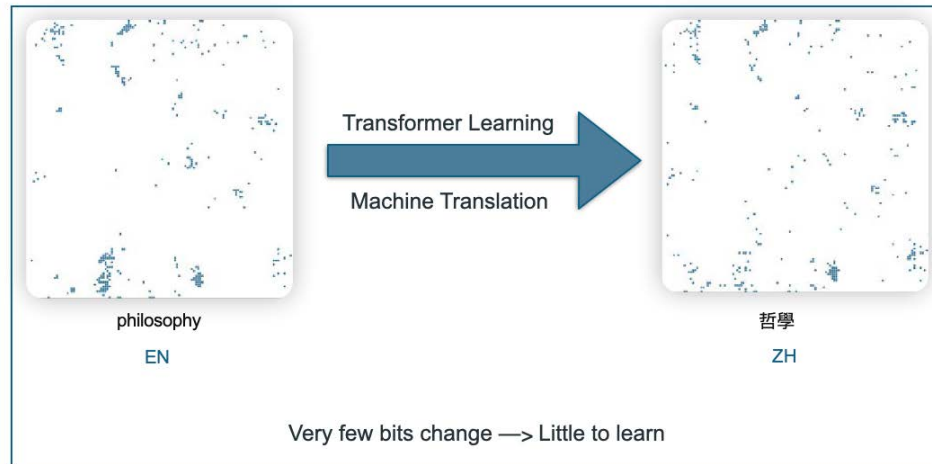 Transformer Learning
Machine Translation
philosophy
EN
哲學
ZH
Very few bits change —> Little to learn